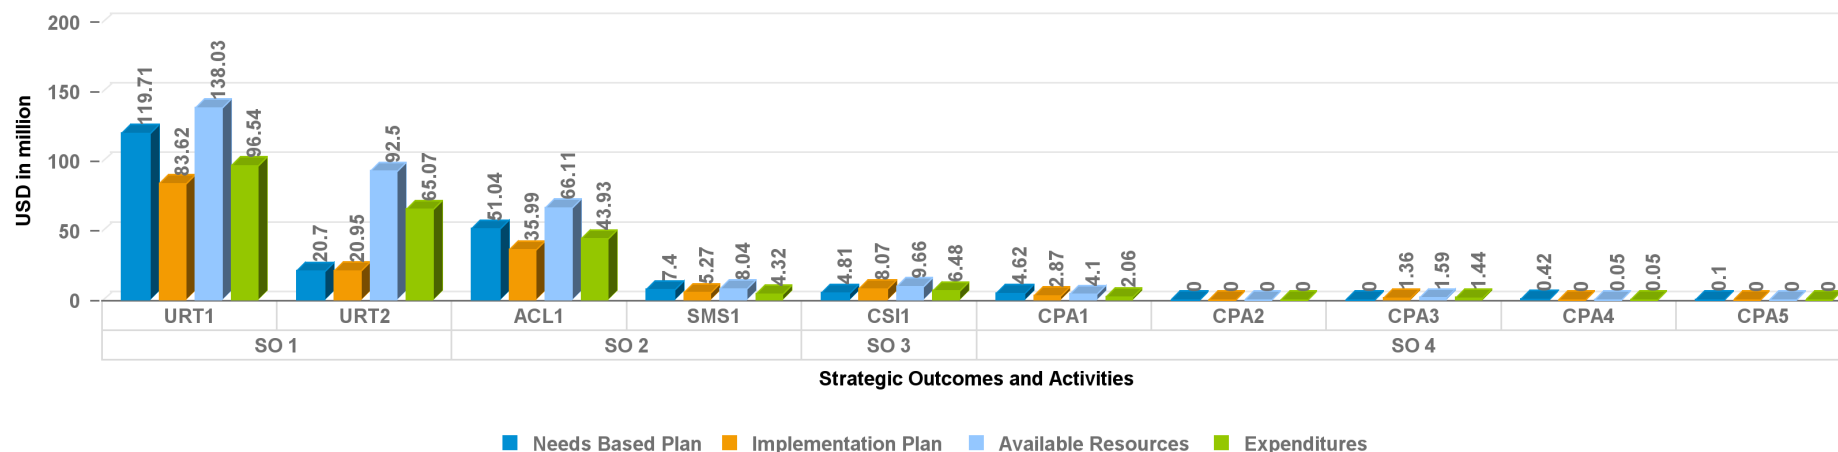 200
150
100
50
0
USD in million
119.71 83.62 138.03 96.54
20.7 20.95 92.5 65.07
51.04 35.99 66.11 43.93
7.4 5.27 8.04 4.32
4.81 8.07 9.66 6.48
4.62 2.87 4.1 2.06
0 0 0 0
0 1.36 1.59 1.44
0.42 0 0.05 0.05
0.1 0 0 0
URT1 URT2 ACL1 SMS1 CSI1 CPA1 CPA2 CPA3 CPA4 CPA5
SO 1 SO 2 SO 3 SO 4
Strategic Outcomes and Activities
Needs Based Plan Implementation Plan Available Resources Expenditures